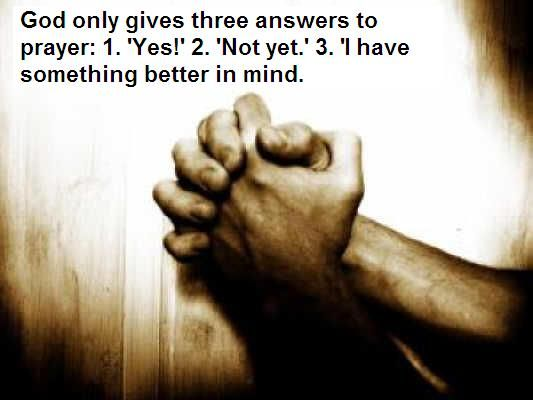 God only gives three answers to
prayer: 1. 'Yes!' 2. 'Not yet.' 3. 'I have
something better in mind.